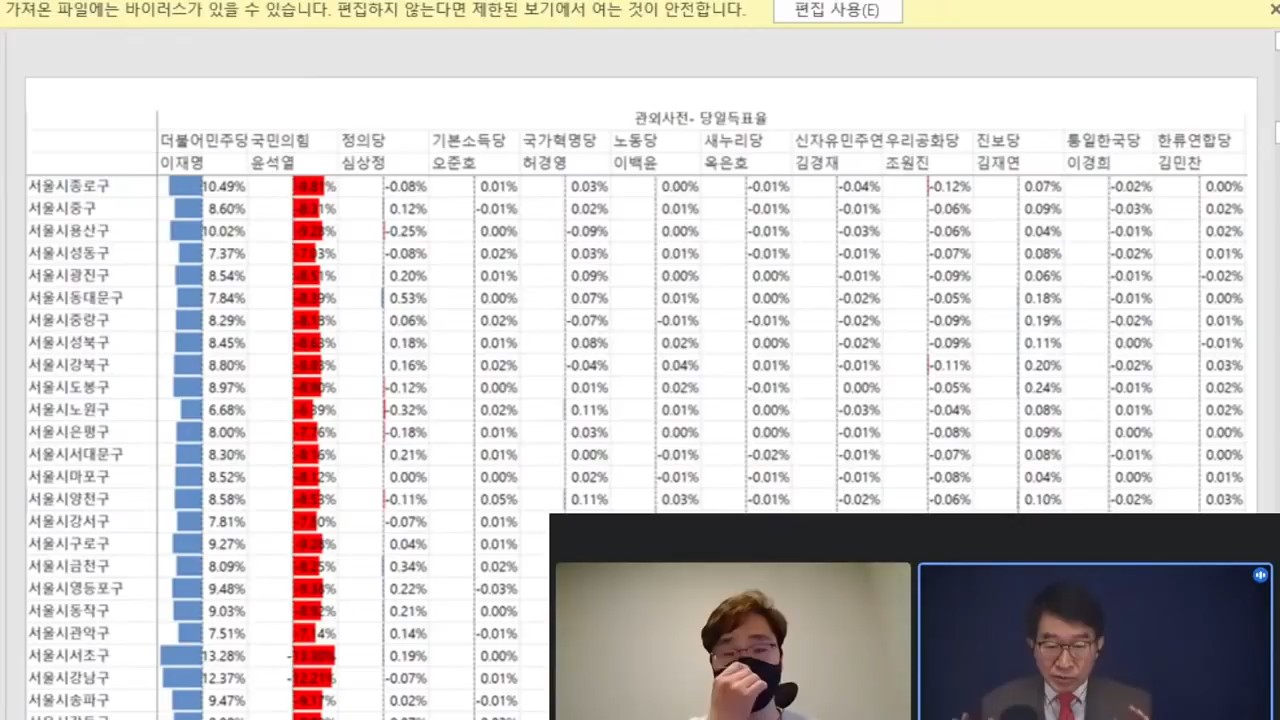 가져온 파일에는 바이러스가 있을 수 있습니다. 편집하지 않는다면 제한된 보기에서 여는 것이 안전합니다. 편집 사용(E)
관외사전- 당일득표율
더불어민주당 국민의힘 정의당 기본소득당 국가혁명당 노동당 새누리당 신자유민주연 우리공화당 진보당 통일한국당 한류연합당
이재명 윤석열 심상정 오준호 허경영 이백윤 옥은호 김경재 조원진 김재연 이경희 김민찬
서울시종로구 10.49% -0.08% 0.01% 0.03% 0.00% -0.01% -0.04% -0.12% 0.07% -0.02% 0.00%
서울시중구 8.60% 0.12% -0.01% 0.02% 0.01% -0.01% -0.01% -0.06% 0.09% -0.03% 0.02%
서울시용산구 10.02% -0.25% 0.00% -0.09% 0.00% -0.01% -0.03% -0.06% 0.04% -0.01% 0.02%
서울시성동구 7.37% -0.08% 0.02% 0.03% 0.01% -0.01% -0.01% -0.07% 0.08% -0.02% 0.01%
서울시광진구 8.54% 0.20% 0.01% 0.09% 0.00% 0.00% -0.01% -0.09% 0.06% -0.01% -0.02%
서울시동대문구 7.84% 0.53% 0.00% 0.07% 0.01% 0.00% -0.02% -0.05% 0.18% -0.01% 0.00%
서울시중랑구 8.29% 0.06% 0.02% -0.07% -0.01% -0.01% -0.02% -0.09% 0.19% -0.02% 0.01%
서울시성북구 8.45% 0.18% 0.01% 0.08% 0.02% 0.00% -0.02% -0.09% 0.11% 0.00% -0.01%
서울시강북구 8.80% 0.16% 0.02% -0.04% 0.04% 0.01% -0.01% -0.11% 0.20% -0.02% 0.03%
서울시도봉구 8.97% -0.12% 0.00% 0.01% 0.02% -0.01% 0.00% -0.05% 0.24% -0.01% 0.02%
서울시노원구 6.68% -0.32% 0.02% 0.11% 0.01% 0.00% -0.03% -0.04% 0.08% 0.01% 0.02%
서울시은평구 8.00% -0.18% 0.01% 0.03% 0.00% 0.00% -0.01% -0.08% 0.09% 0.00% 0.00%
서울시서대문구 8.30% 0.21% 0.01% 0.00% -0.01% -0.02% -0.01% -0.07% 0.08% -0.01% 0.01%
서울시마포구 8.52% 0.00% 0.00% 0.02% -0.01% -0.01% -0.01% -0.08% 0.04% 0.00% 0.01%
서울시양천구 8.58% -0.11% 0.05% 0.11% 0.03% -0.01% -0.02% -0.06% 0.10% -0.02% 0.03%
서울시강서구 7.81% -0.07% 0.01%
서울시구로구 9.27% 0.04% 0.01%
서울시금천구 8.09% 0.34% 0.02%
서울시영등포구 9.48% 0.22% -0.03%
서울시동작구 9.03% 0.21% 0.00%
서울시관악구 7.51% 0.14% -0.01%
서울시서초구 13.28% 0.19% 0.00%
서울시강남구 12.37% -12.21% -0.07% 0.01%
서울시송파구 9.47% 0.02% 0.01%